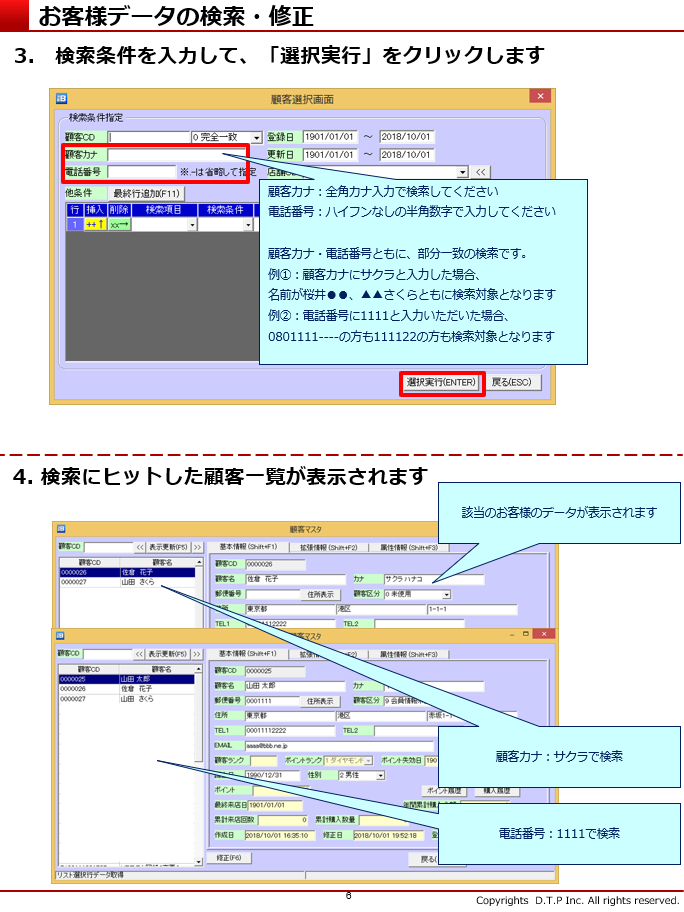 お客様データの検索・修正
3. 検索条件を入力して、「選択実行」をクリックします
顧客選択画面
検索条件指定
顧客CD 0 完全一致 登録日 1901/01/01 ～ 2018/10/01
顧客カナ 更新日 1901/01/01 ～ 2018/10/01
電話番号 ※.-は省略して指定 <<
他条件 最終行追加(F11)
行 挿入 削除 検索項目 検索条件
1 ++↑ xx→
顧客カナ：全角カナ入力で検索してください
電話番号：ハイフンなしの半角数字で入力してください
顧客カナ・電話番号ともに、部分一致の検索です。
例①：顧客カナにサクラと入力した場合、
名前が桜井●●、▲▲さくらともに検索対象となります
例②：電話番号に1111と入力いただいた場合、
0801111----の方も111122の方も検索対象となります
選択実行(ENTER) 戻る(ESC)
4. 検索にヒットした顧客一覧が表示されます
該当のお客様のデータが表示されます
顧客マスタ
顧客CD << 表示更新(F5) >> 基本情報 (Shift+F1) 拡張情報 (Shift+F2) 属性情報 (Shift+F3)
顧客CD 顧客名 顧客CD 0000026
0000026 佐倉 花子 顧客名 佐倉 花子 カナ サクラ ハナコ
0000027 山田 さくら 郵便番号 住所表示 顧客区分 0 未使用
住所 東京都 港区 1-1-1
TEL1 TEL2
顧客マスタ
顧客CD << 表示更新(F5) >> 基本情報 (Shift+F1) 属性情報 (Shift+F3)
顧客CD 顧客名 顧客CD 0000025
0000025 山田 太郎 顧客名 山田 太郎 カナ
0000026 佐倉 花子 郵便番号 0001111 住所表示 顧客区分
0000027 山田 さくら 住所 東京都 港区
TEL1 00011112222 TEL2
EMAIL aaaa@bbb.ne.jp
顧客ランク ポイントランク 1 ダイヤモンド ポイント失効日
1990/12/31 性別 2 男性
顧客カナ：サクラで検索
ポイント ポイント履歴 購入履歴
最終来店日 1901/01/01
累計来店回数 0 累計購入数量
作成日 2018/10/01 16:35:10 修正日 2018/10/01 19:52:18
電話番号：1111で検索
修正(F6)
リスト選択行データ取得
6
Copyrights D.T.P Inc. All rights reserved.